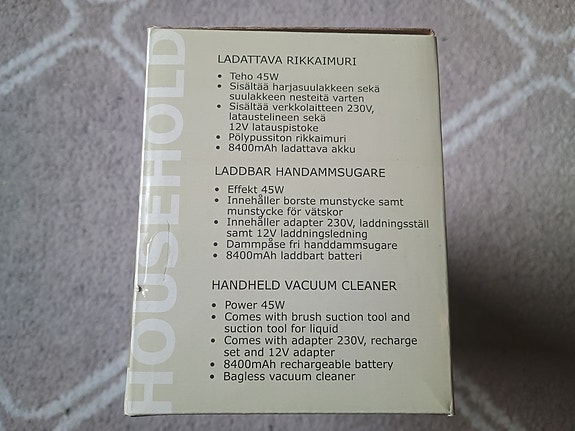 HOUSEHOLD
LADATTAVA RIKKAIMURI
• Teho 45W
• Sisältää harjasuulakkeen sekä
suulakkeen nesteitä varten
• Sisältää verkkolaitteen 230V,
lataustelineen sekä
12V latauspistoke
• Pölypussiton rikkaimuri
• 8400mAh ladattava akku
LADDBAR HANDAMMSUGARE
• Effekt 45W
• Innehåller borste munstycke samt
munstycke för vätskor
• Innehåller adapter 230V, laddningsställ
samt 12V laddningsledning
• Dammpåse fri handdammsugare
• 8400mAh laddbart batteri
HANDHELD VACUUM CLEANER
• Power 45W
• Comes with brush suction tool and
suction tool for liquid
• Comes with adapter 230V, recharge
set and 12V adapter
• 8400mAh rechargeable battery
• Bagless vacuum cleaner